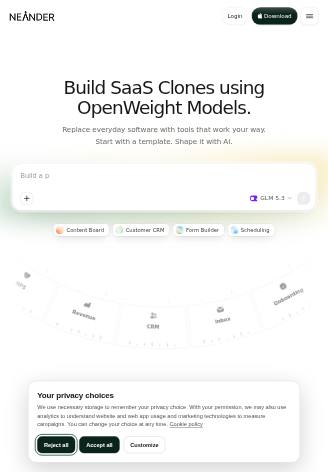 NEANDER
Login
Download
Build SaaS Clones using
OpenWeight Models.
Replace everyday software with tools that work your way.
Start with a template. Shape it with AI.
Build a p
GLM 5.3
Content Board
Customer CRM
Form Builder
Scheduling
Revenue
CRM
Inbox
Onboarding
Your privacy choices
We use necessary storage to remember your privacy choice. With your permission, we may also use
analytics to understand website and web app usage and marketing technologies to measure
campaigns. You can change your choice at any time. Cookie policy
Reject all
Accept all
Customize